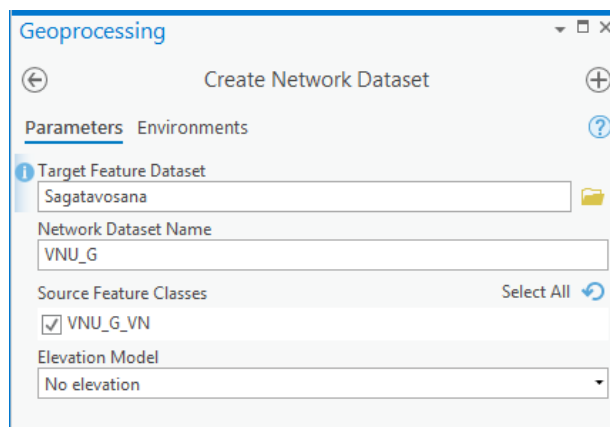 Geoprocessing
Create Network Dataset
Parameters Environments
Target Feature Dataset
Sagatavosana
Network Dataset Name
VNU_G
Source Feature Classes Select All
VNU_G_VN
Elevation Model
No elevation